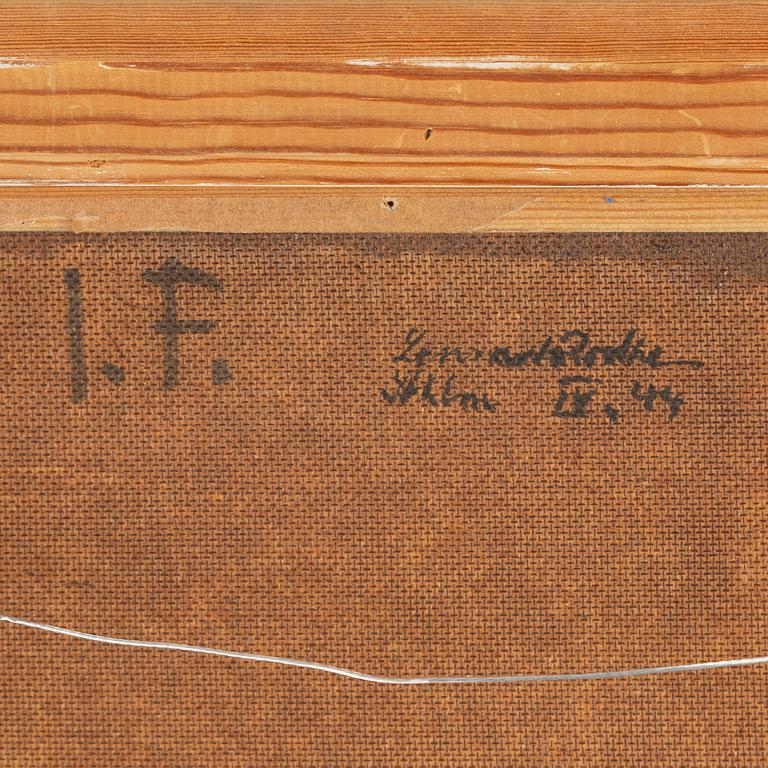 I.F.
Lennart Rodhe
Sthlm IX. 44